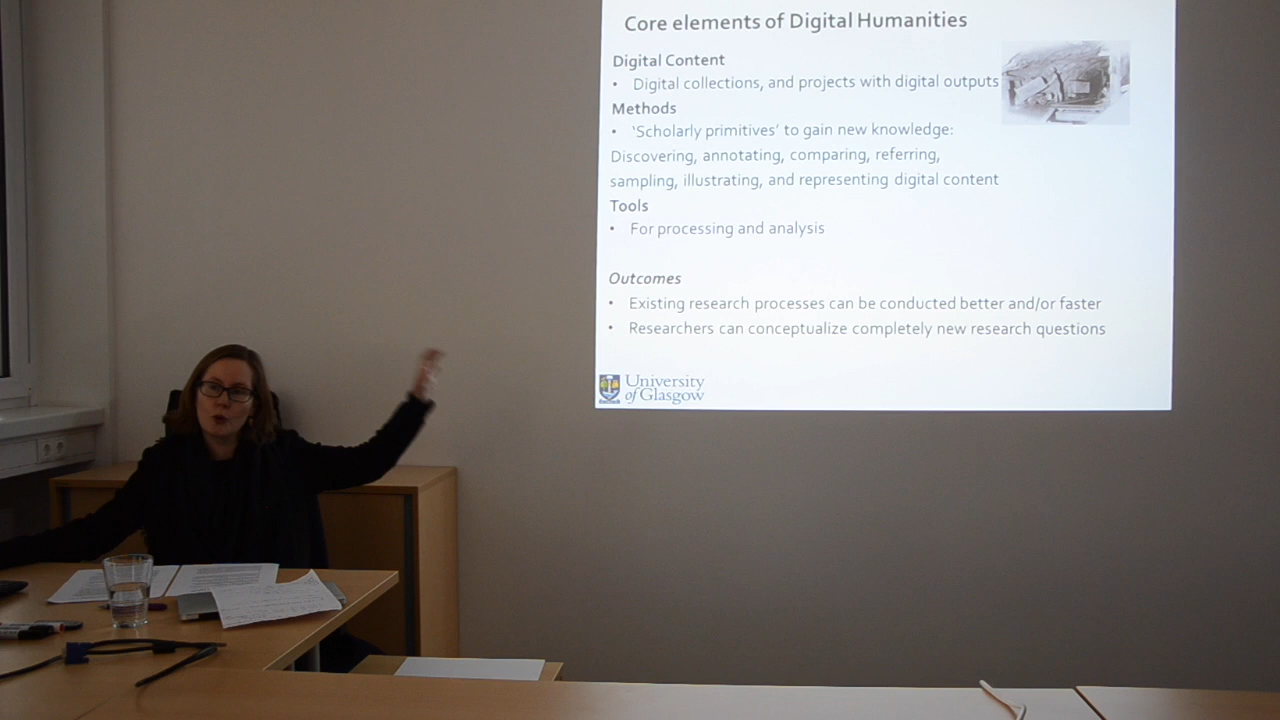 Core elements of Digital Humanities
Digital Content
• Digital collections, and projects with digital outputs
Methods
• ‘Scholarly primitives’ to gain new knowledge:
Discovering, annotating, comparing, referring,
sampling, illustrating, and representing digital content
Tools
• For processing and analysis
Outcomes
• Existing research processes can be conducted better and/or faster
• Researchers can conceptualize completely new research questions
University
of Glasgow